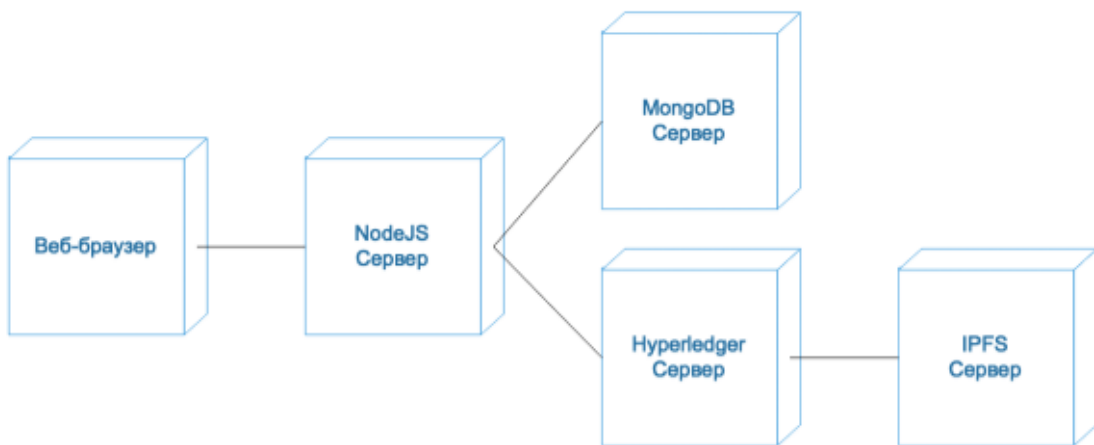 Веб-браузер
NodeJS
Сервер
MongoDB
Сервер
Hyperledger
Сервер
IPFS
Сервер